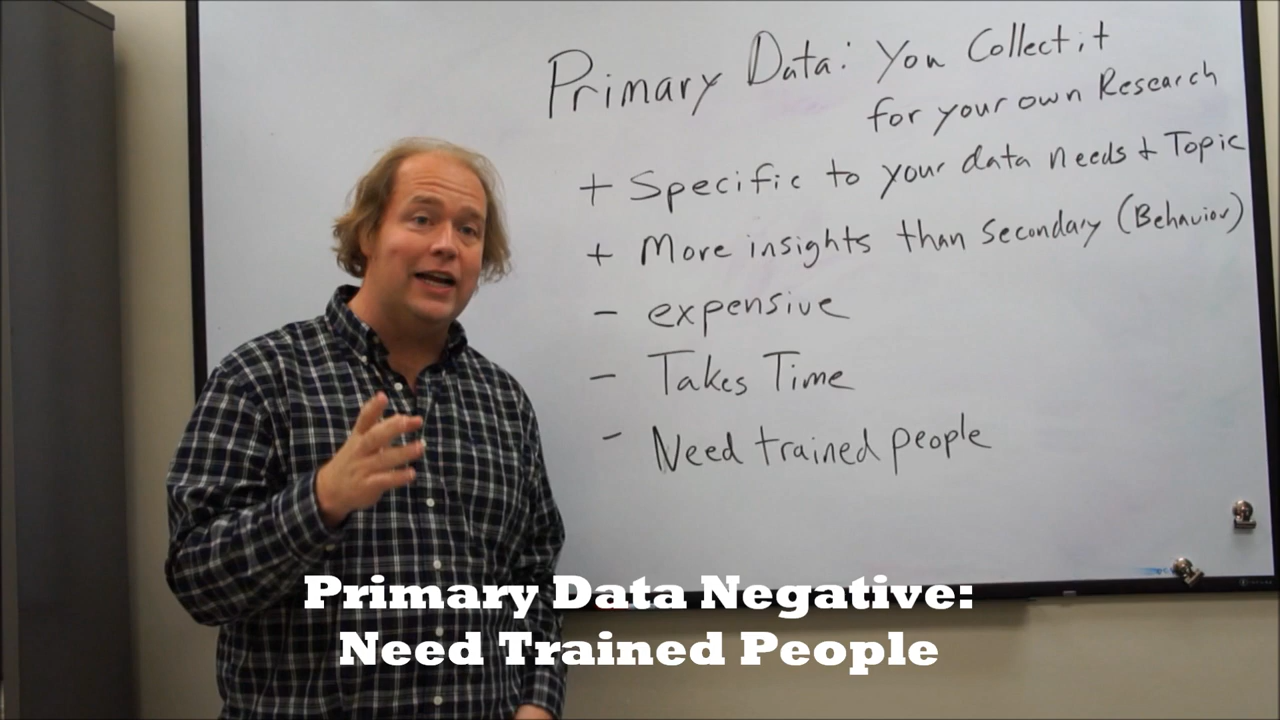 Primary Data: You Collect it
for your own Research
+ Specific to your data needs + Topic
+ More insights than Secondary (Behavior)
- expensive
- Takes Time
- Need trained people
Primary Data Negative:
Need Trained People